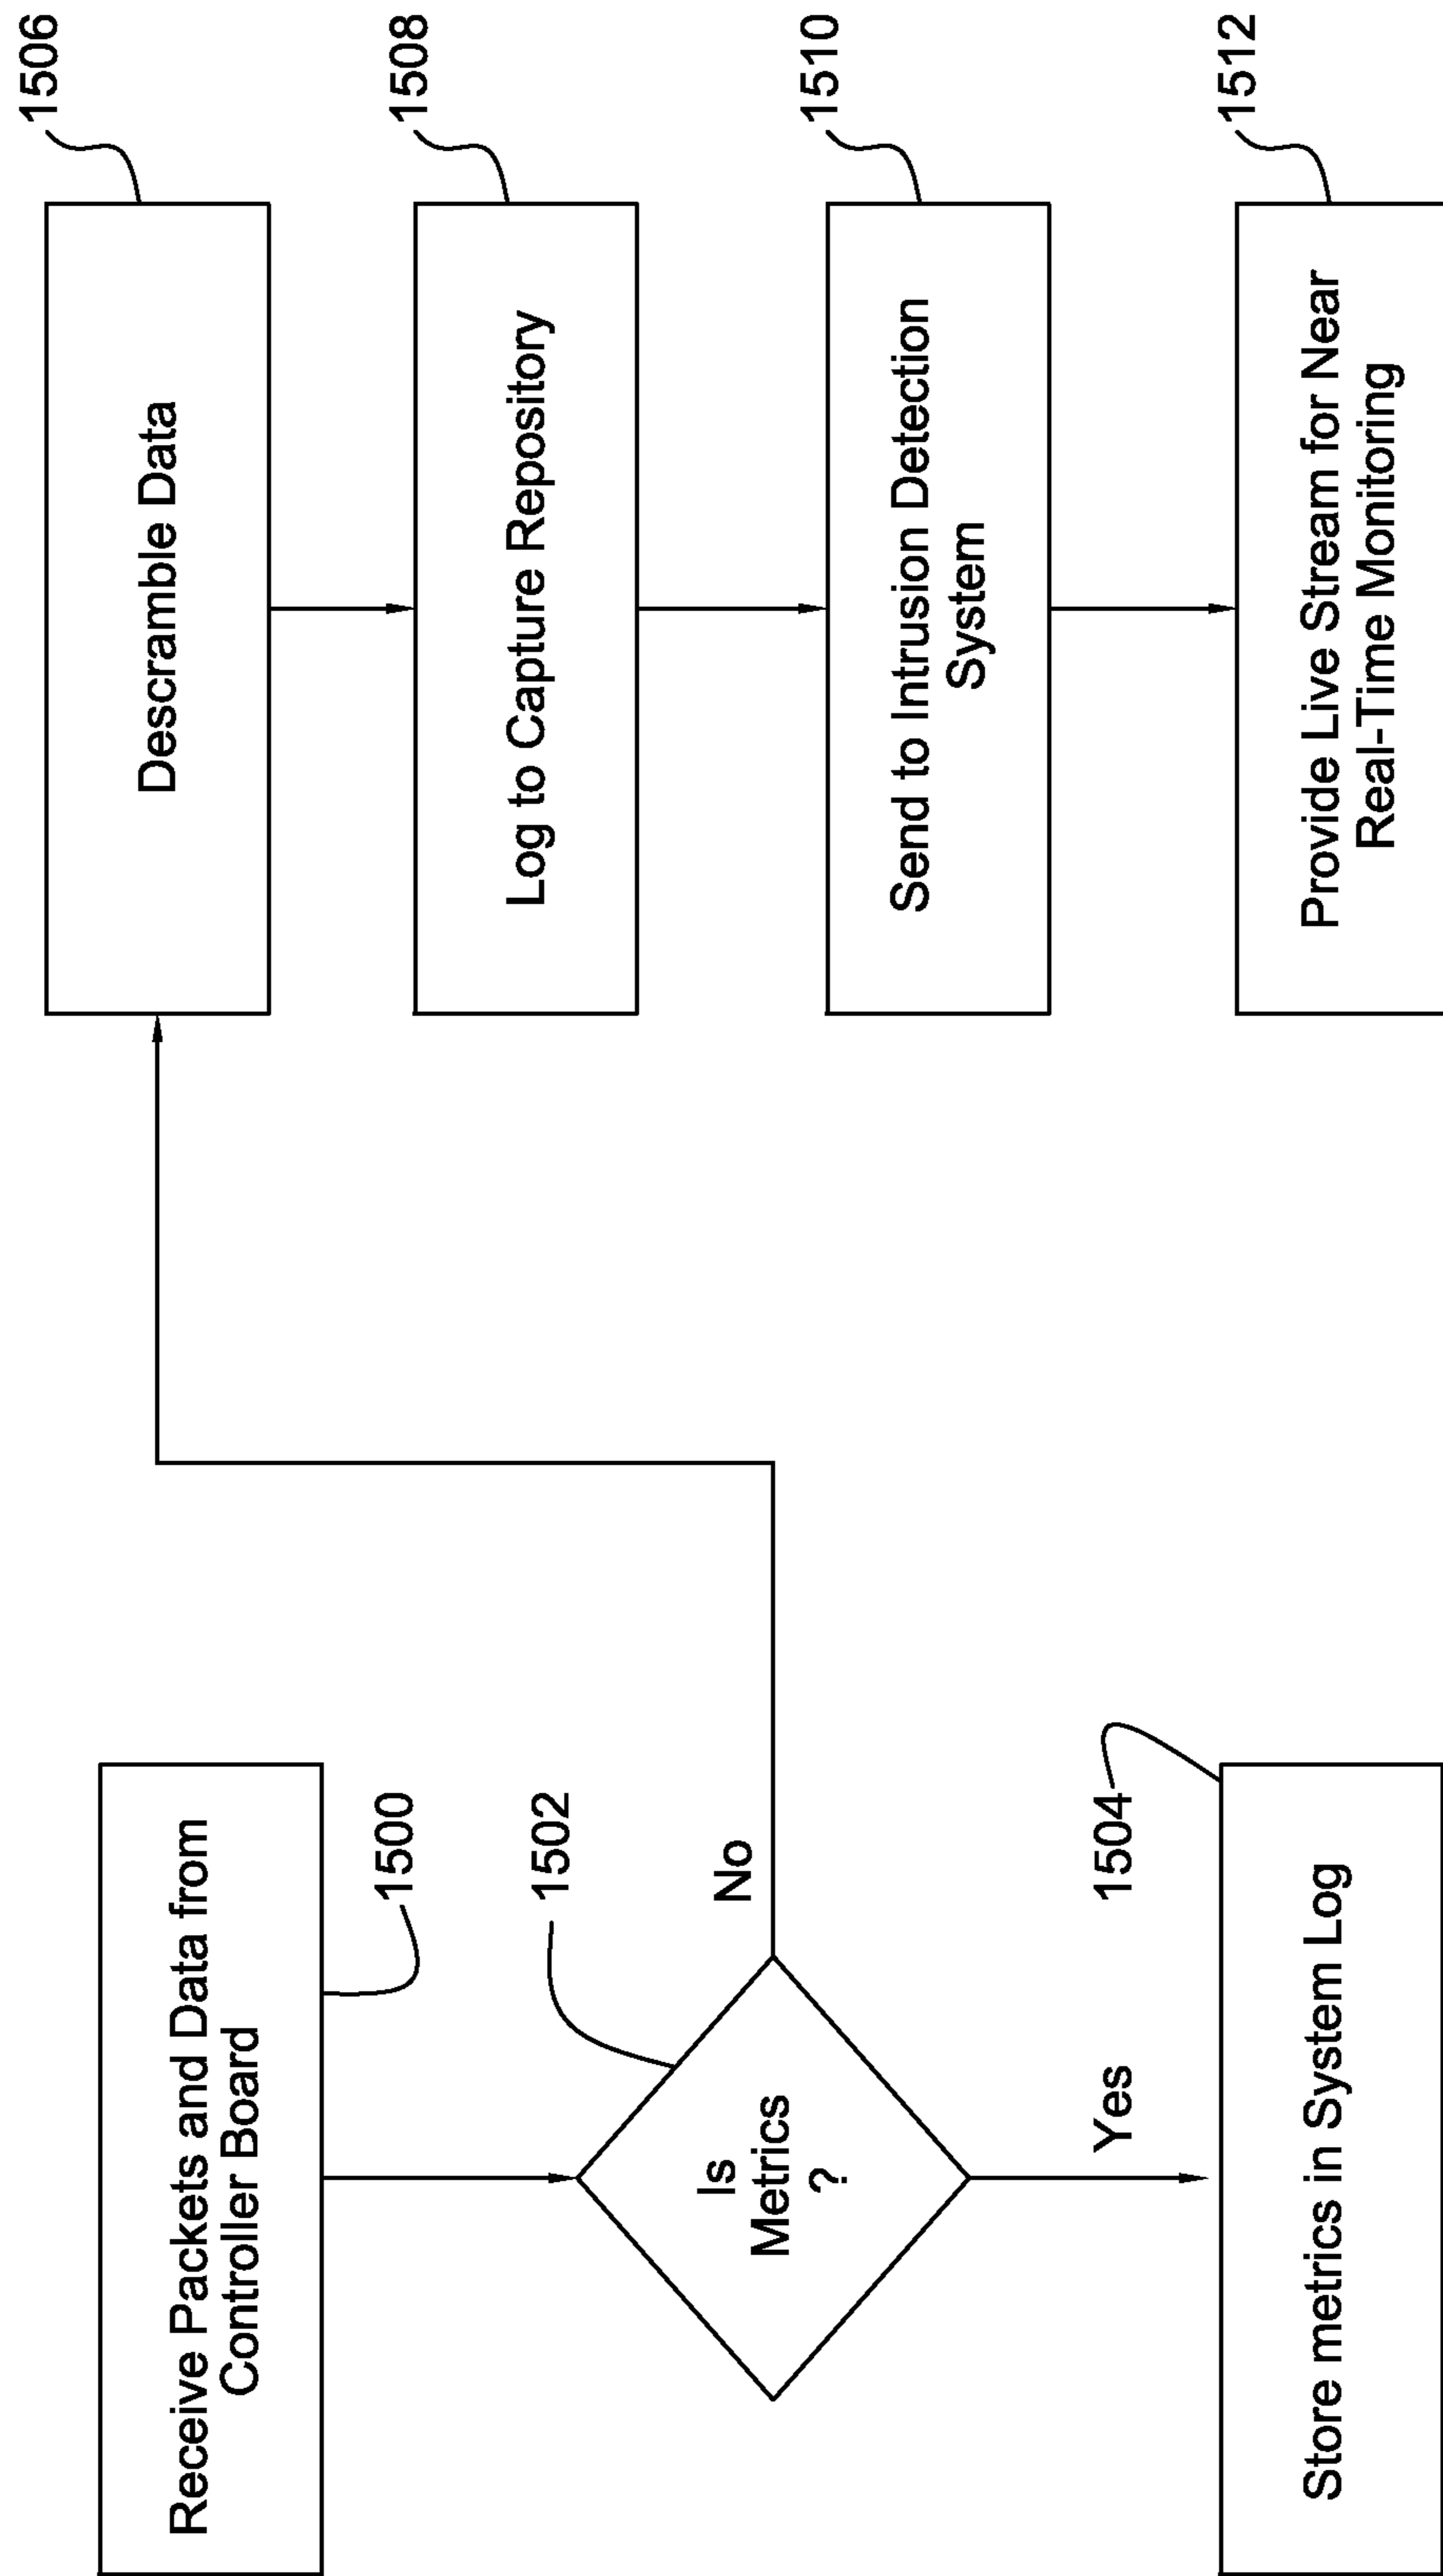 Receive Packets and Data from
Controller Board
1500
1502
Is
Metrics
?
No
Yes
1504
Store metrics in System Log
1506
Descramble Data
1508
Log to Capture Repository
1510
Send to Intrusion Detection
System
1512
Provide Live Stream for Near
Real-Time Monitoring